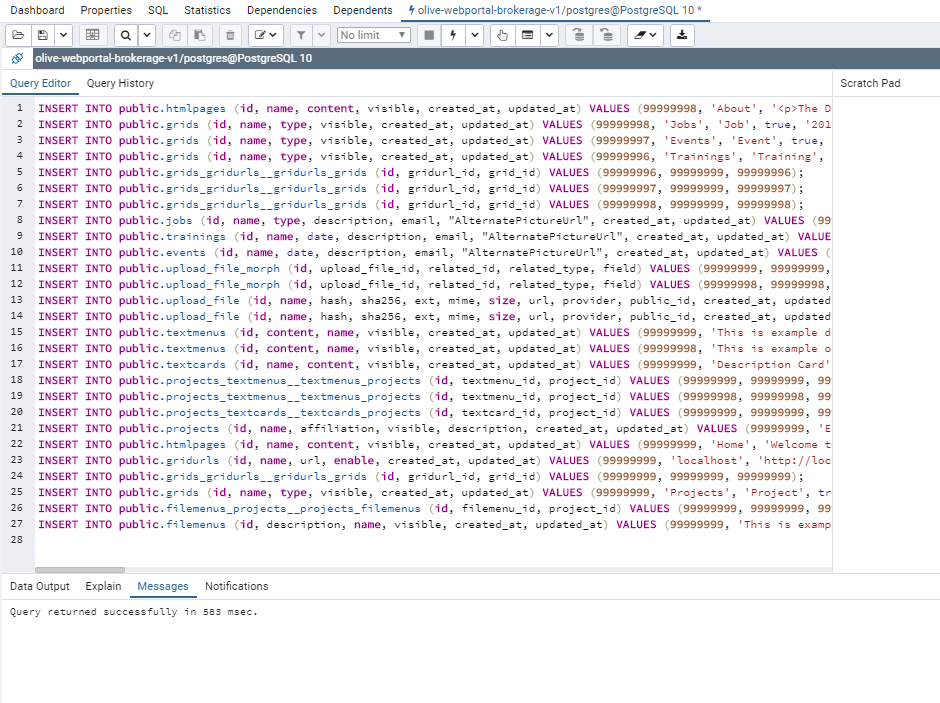 Dashboard Properties SQL Statistics Dependencies Dependents olive-webportal-brokerage-v1/postgres@PostgreSQL 10 *
No limit
olive-webportal-brokerage-v1/postgres@PostgreSQL 10
Query Editor Query History Scratch Pad
1 INSERT INTO public.htmlpages (id, name, content, visible, created_at, updated_at) VALUES (99999998, 'About', '<p>The D
2 INSERT INTO public.grids (id, name, type, visible, created_at, updated_at) VALUES (99999998, 'Jobs', 'Job', true, '201
3 INSERT INTO public.grids (id, name, type, visible, created_at, updated_at) VALUES (99999997, 'Events', 'Event', true,
4 INSERT INTO public.grids (id, name, type, visible, created_at, updated_at) VALUES (99999996, 'Trainings', 'Training',
5 INSERT INTO public.grids_gridurls__gridurls_grids (id, gridurl_id, grid_id) VALUES (99999996, 99999999, 99999996);
6 INSERT INTO public.grids_gridurls__gridurls_grids (id, gridurl_id, grid_id) VALUES (99999997, 99999999, 99999997);
7 INSERT INTO public.grids_gridurls__gridurls_grids (id, gridurl_id, grid_id) VALUES (99999998, 99999999, 99999998);
8 INSERT INTO public.jobs (id, name, type, description, email, "AlternatePictureUrl", created_at, updated_at) VALUES (99
9 INSERT INTO public.trainings (id, name, date, description, email, "AlternatePictureUrl", created_at, updated_at) VALUE
10 INSERT INTO public.events (id, name, date, description, email, "AlternatePictureUrl", created_at, updated_at) VALUES (
11 INSERT INTO public.upload_file_morph (id, upload_file_id, related_id, related_type, field) VALUES (99999999, 99999999,
12 INSERT INTO public.upload_file_morph (id, upload_file_id, related_id, related_type, field) VALUES (99999998, 99999998,
13 INSERT INTO public.upload_file (id, name, hash, sha256, ext, mime, size, url, provider, public_id, created_at, updated
14 INSERT INTO public.upload_file (id, name, hash, sha256, ext, mime, size, url, provider, public_id, created_at, updated
15 INSERT INTO public.textmenus (id, content, name, visible, created_at, updated_at) VALUES (99999999, 'This is example d
16 INSERT INTO public.textmenus (id, content, name, visible, created_at, updated_at) VALUES (99999998, 'This is example o
17 INSERT INTO public.textcards (id, name, content, visible, created_at, updated_at) VALUES (99999999, 'Description Card'
18 INSERT INTO public.projects_textmenus__textmenus_projects (id, textmenu_id, project_id) VALUES (99999999, 99999999, 99
19 INSERT INTO public.projects_textmenus__textmenus_projects (id, textmenu_id, project_id) VALUES (99999998, 99999998, 99
20 INSERT INTO public.projects_textcards__textcards_projects (id, textcard_id, project_id) VALUES (99999999, 99999999, 99
21 INSERT INTO public.projects (id, name, affiliation, visible, description, created_at, updated_at) VALUES (99999999, 'E
22 INSERT INTO public.htmlpages (id, name, content, visible, created_at, updated_at) VALUES (99999999, 'Home', 'Welcome t
23 INSERT INTO public.gridurls (id, name, url, enable, created_at, updated_at) VALUES (99999999, 'localhost', 'http://loc
24 INSERT INTO public.grids_gridurls__gridurls_grids (id, gridurl_id, grid_id) VALUES (99999999, 99999999, 99999999);
25 INSERT INTO public.grids (id, name, type, visible, created_at, updated_at) VALUES (99999999, 'Projects', 'Project', tr
26 INSERT INTO public.filemenus_projects__projects_filemenus (id, filemenu_id, project_id) VALUES (99999999, 99999999, 99
27 INSERT INTO public.filemenus (id, description, name, visible, created_at, updated_at) VALUES (99999999, 'This is examp
28
Data Output Explain Messages Notifications
Query returned successfully in 583 msec.